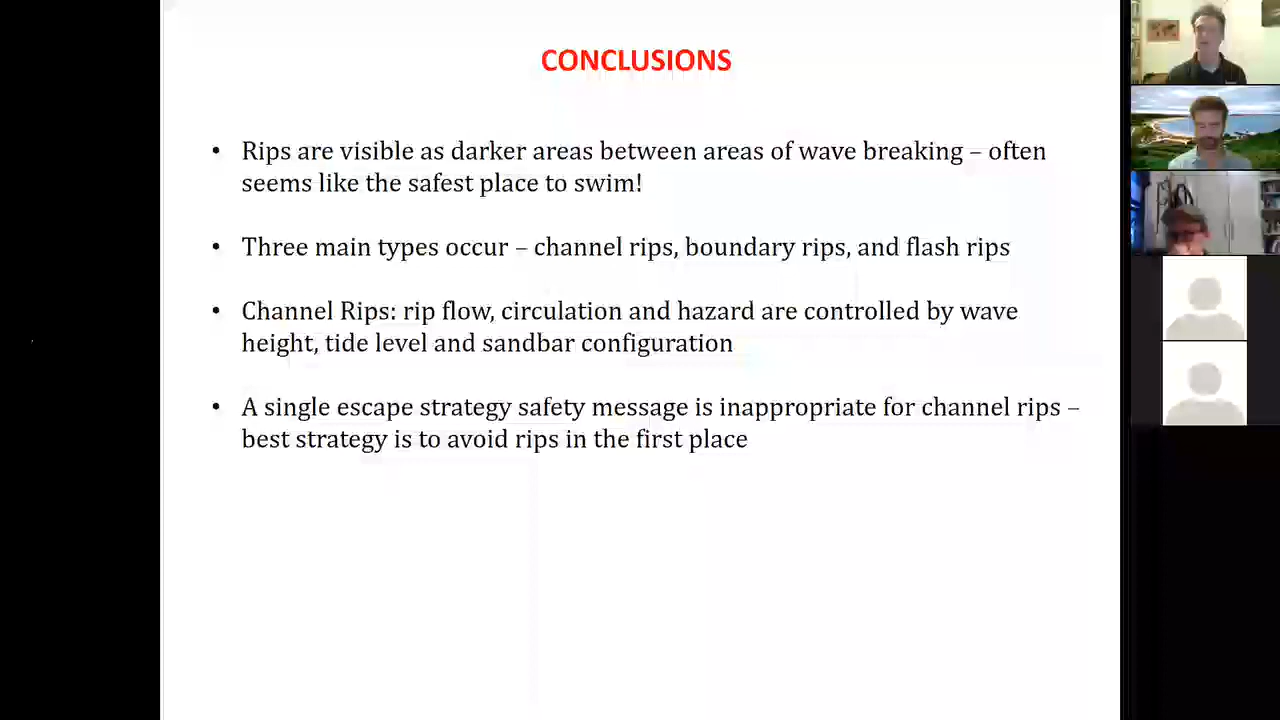 CONCLUSIONS
• Rips are visible as darker areas between areas of wave breaking – often
seems like the safest place to swim!
• Three main types occur – channel rips, boundary rips, and flash rips
• Channel Rips: rip flow, circulation and hazard are controlled by wave
height, tide level and sandbar configuration
• A single escape strategy safety message is inappropriate for channel rips –
best strategy is to avoid rips in the first place